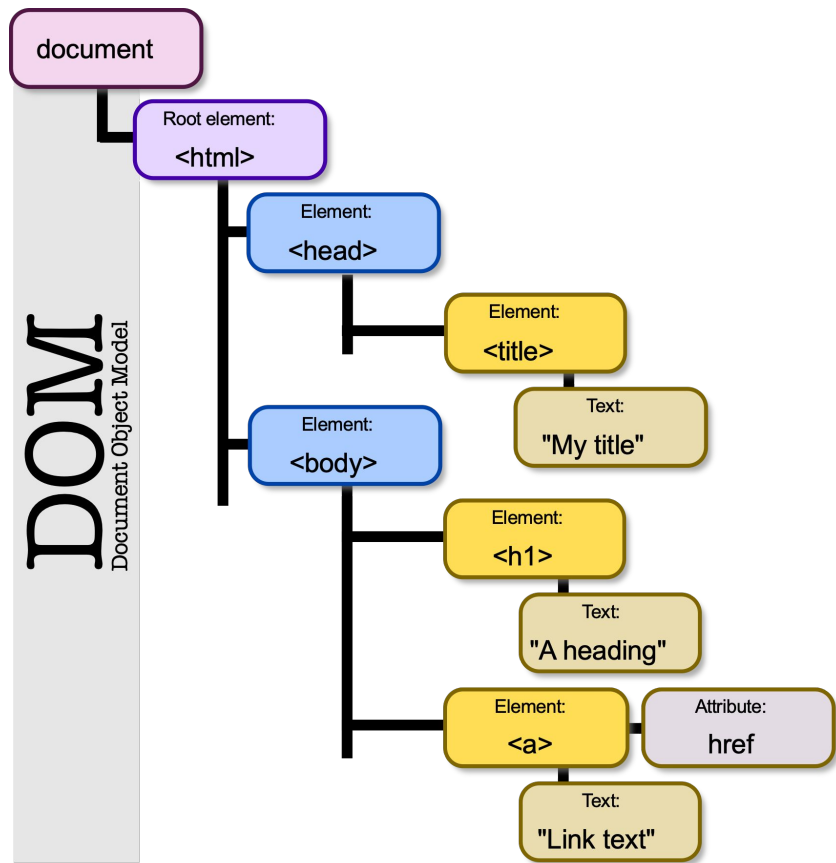 document
Root element:
<html>
Element:
<head>
Element:
<title>
Text:
"My title"
Element:
<body>
Element:
<h1>
Text:
"A heading"
Element:
<a>
Attribute:
href
Text:
"Link text"
DOM
Document Object Model